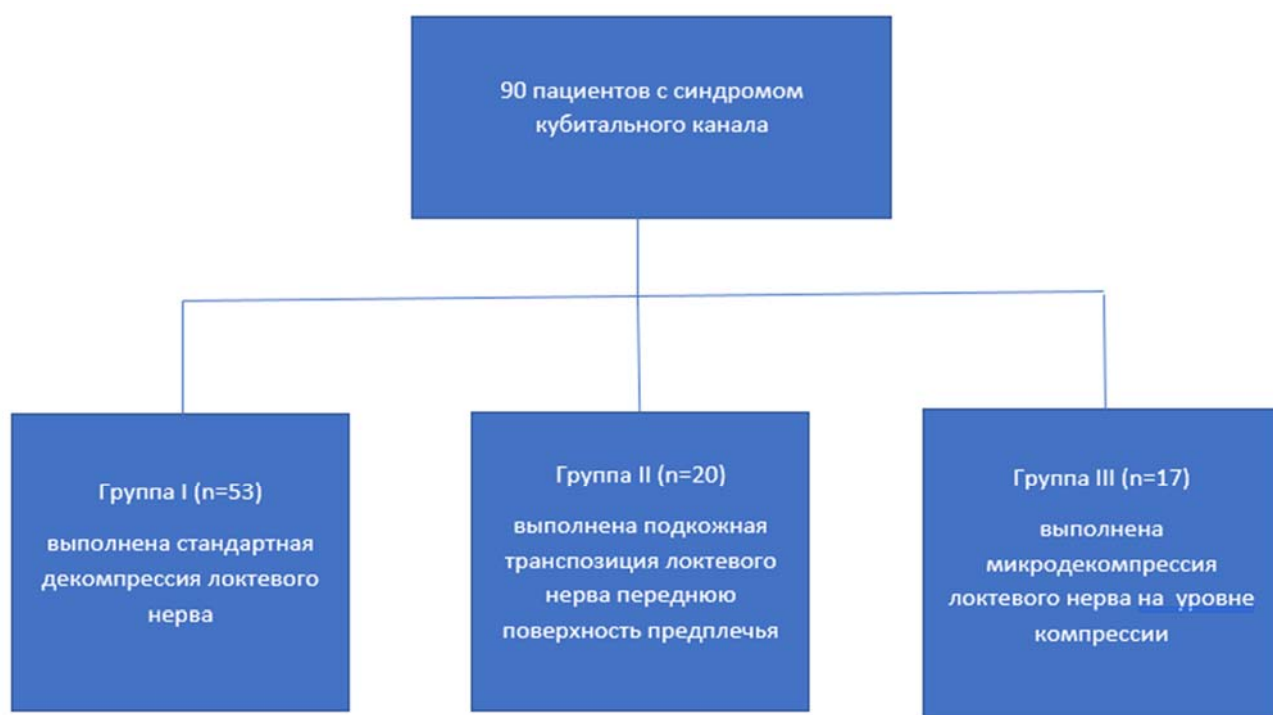 90 пациентов с синдромом
кубитального канала
Группа I (n=53)
выполнена стандартная
декомпрессия локтевого
нерва
Группа II (n=20)
выполнена подкожная
транспозиция локтевого
нерва переднюю
поверхность предплечья
Группа III (n=17)
выполнена
микродекомпрессия
локтевого нерва на уровне
компрессии